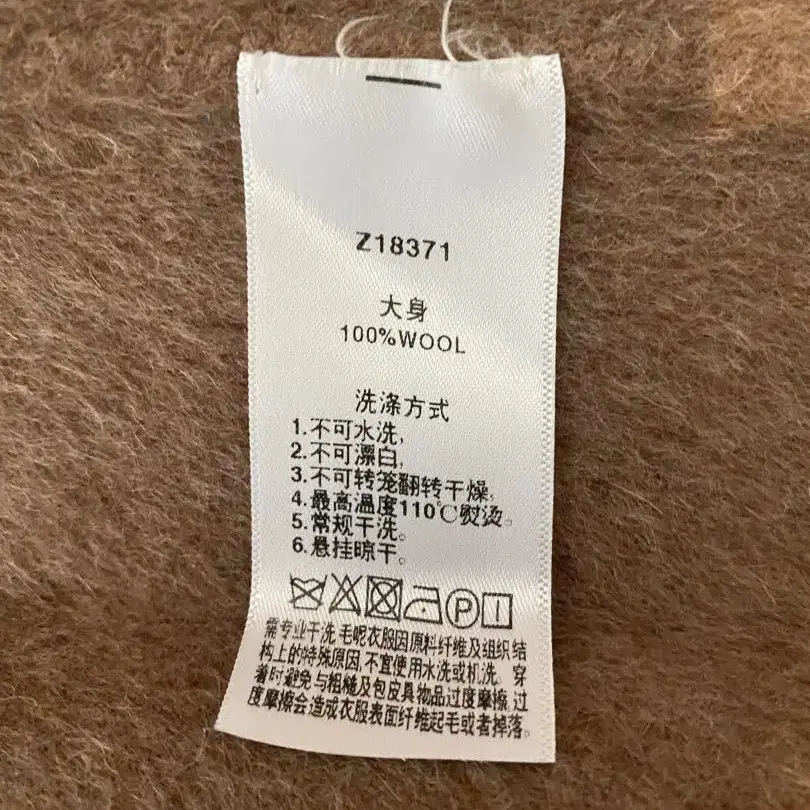 Z18371
大身
100%WOOL
洗涤方式
1.不可水洗,
2.不可漂白,
3.不可转笼翻转干燥,
4.最高温度110℃熨烫。
5.常规干洗。
6.悬挂晾干。
P
需专业干洗,毛呢衣服因原料纤维及组织结
构上的特殊原因,不宜使用水洗或机洗。穿
着时避免与粗糙及包皮具物品过度摩擦,过
度摩擦会造成衣服表面纤维起毛或者掉落。